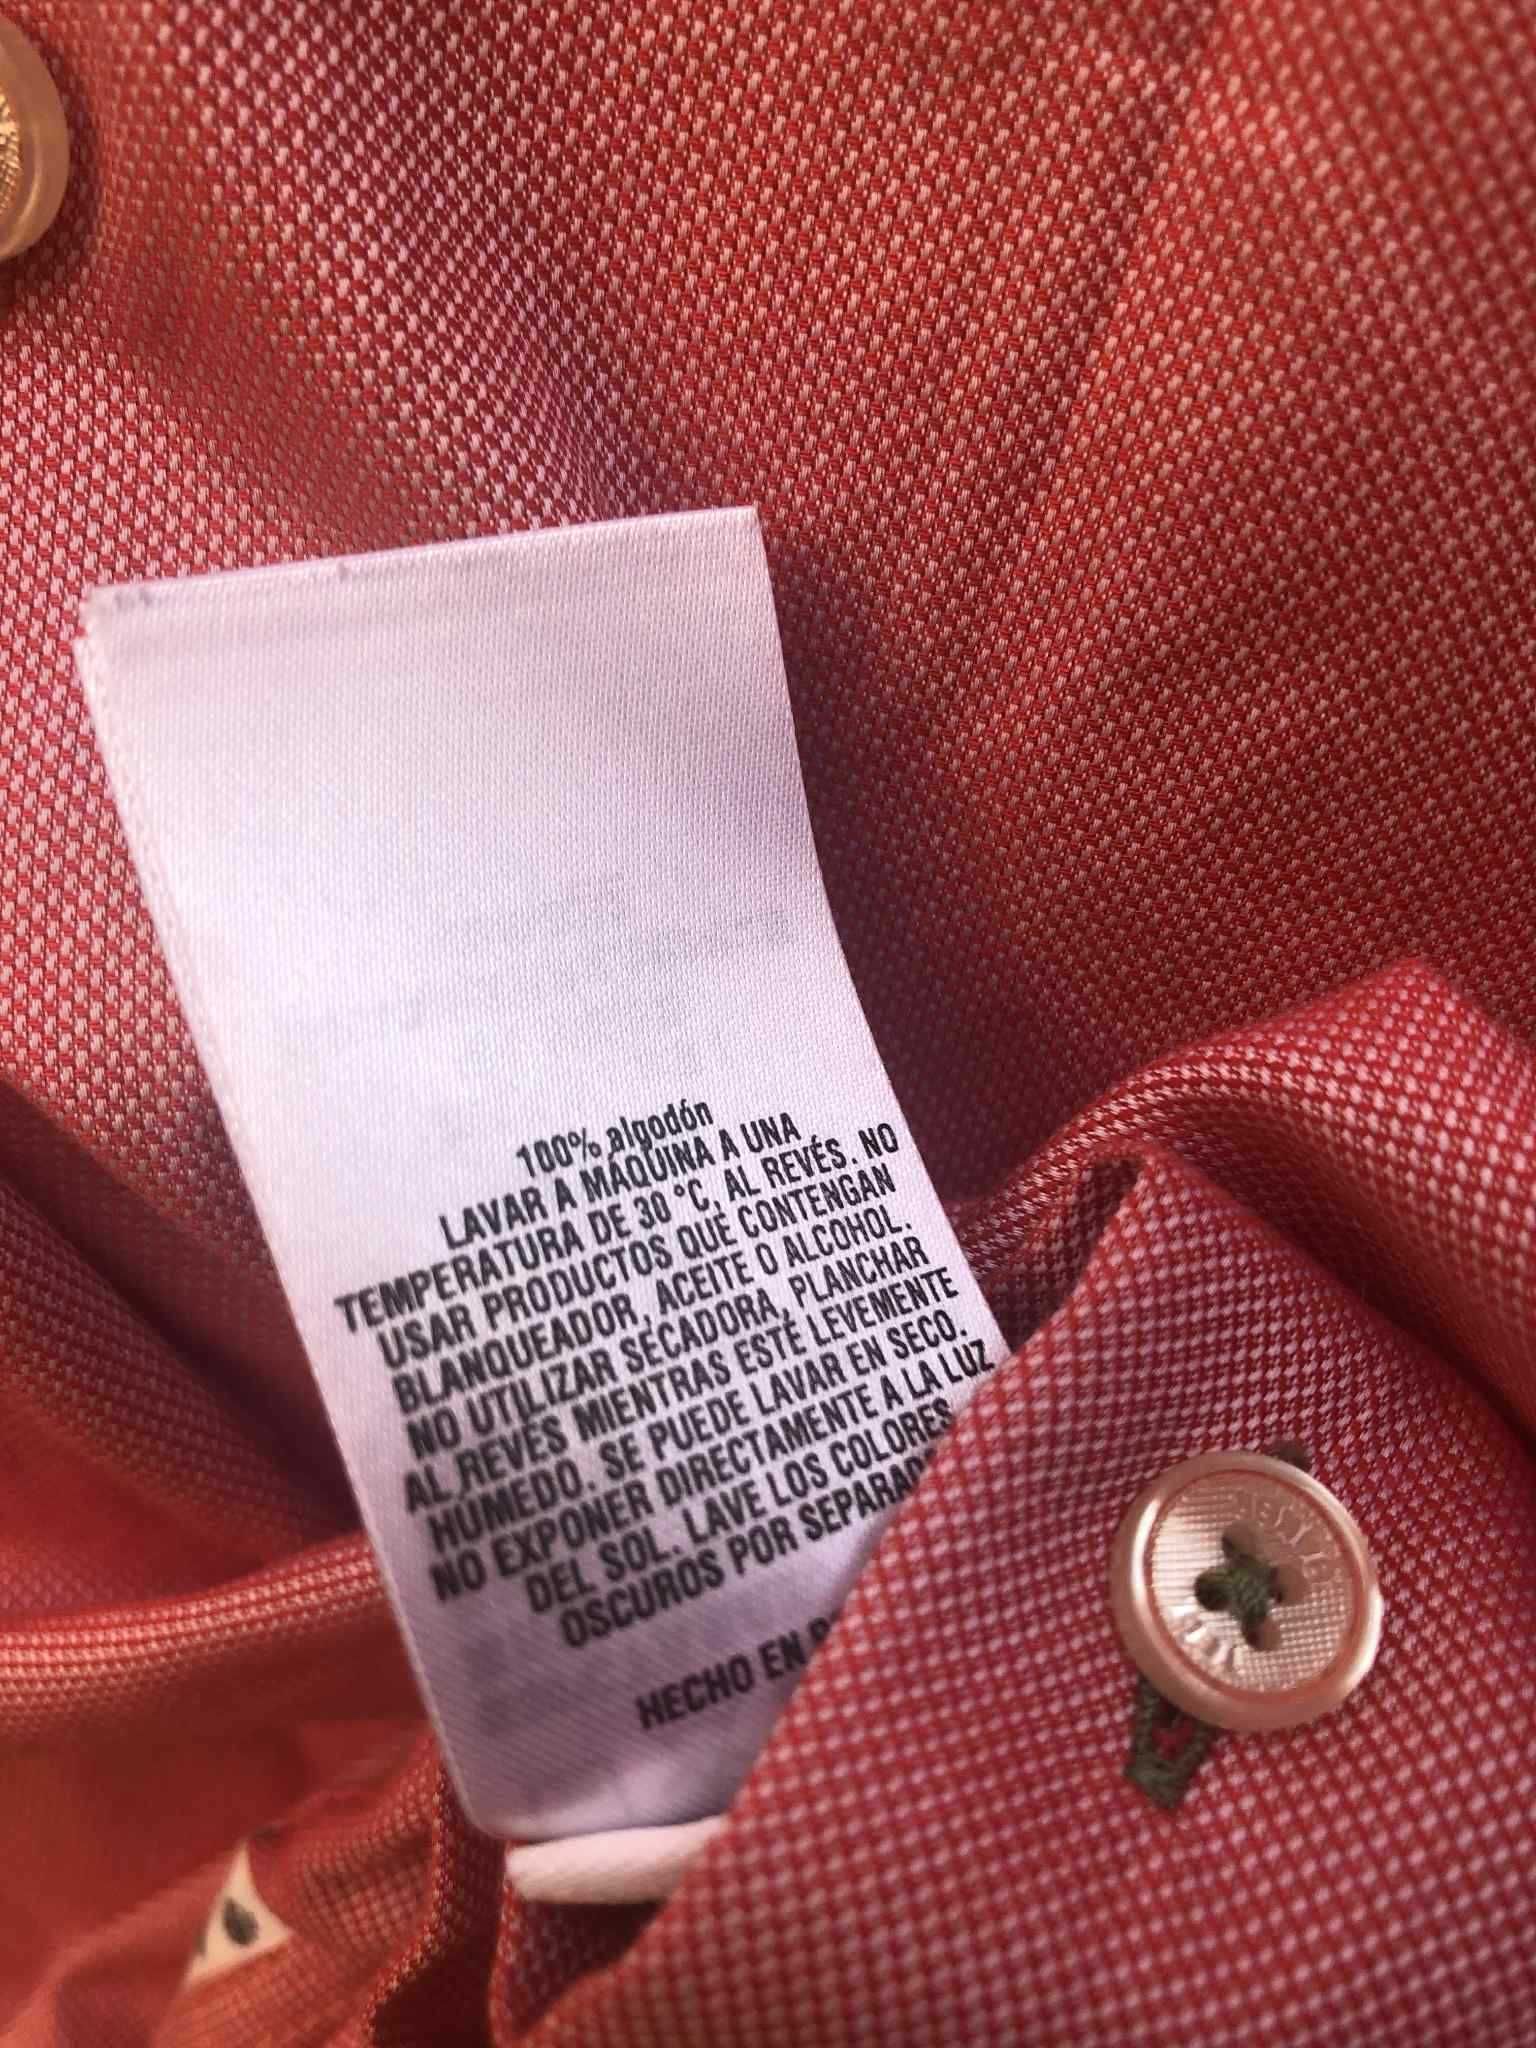 100% algodón
LAVAR A MÁQUINA A UNA
TEMPERATURA DE 30 °C, AL REVÉS. NO
USAR PRODUCTOS QUE CONTENGAN
BLANQUEADOR, ACEITE O ALCOHOL.
NO UTILIZAR SECADORA, PLANCHAR
AL REVÉS MIENTRAS ESTÉ LEVEMENTE
HÚMEDO. SE PUEDE LAVAR EN SECO.
NO EXPONER DIRECTAMENTE A LA LUZ
DEL SOL. LAVE LOS COLORES
OSCUROS POR
HECHO EN